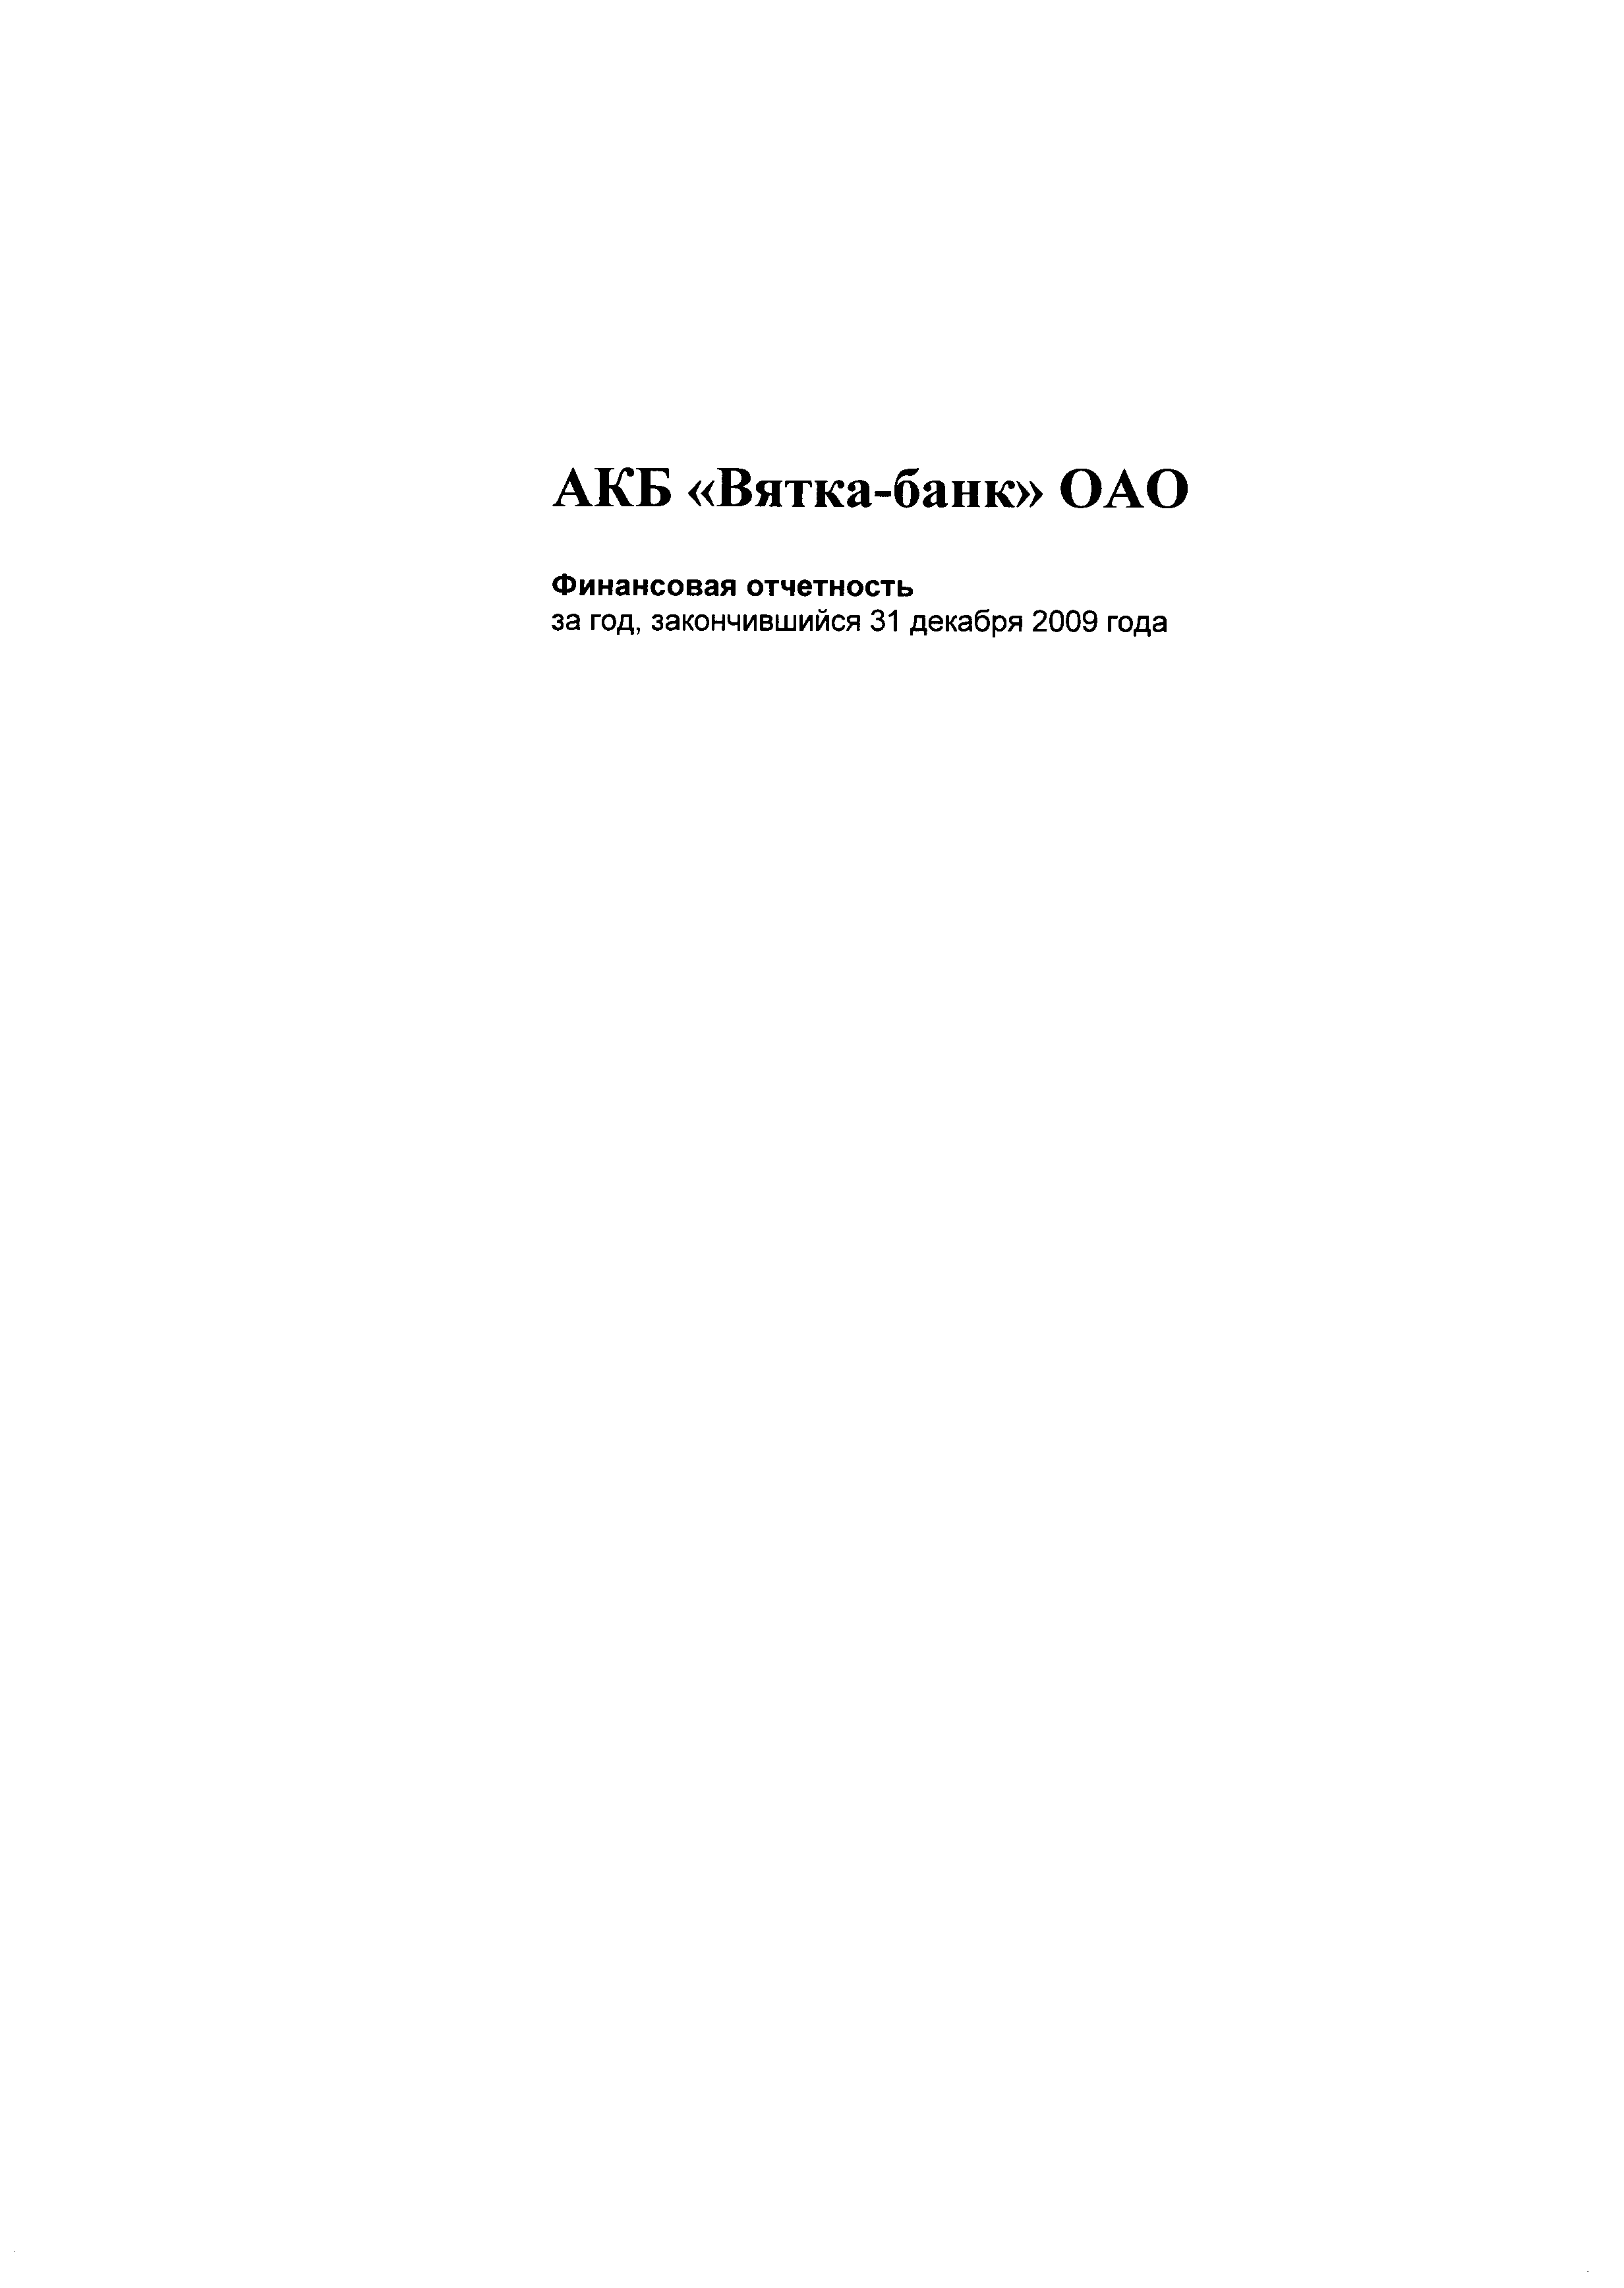 АКБ «Вятка-банк» ОАО
Финансовая отчетность
за год, закончившийся 31 декабря 2009 года